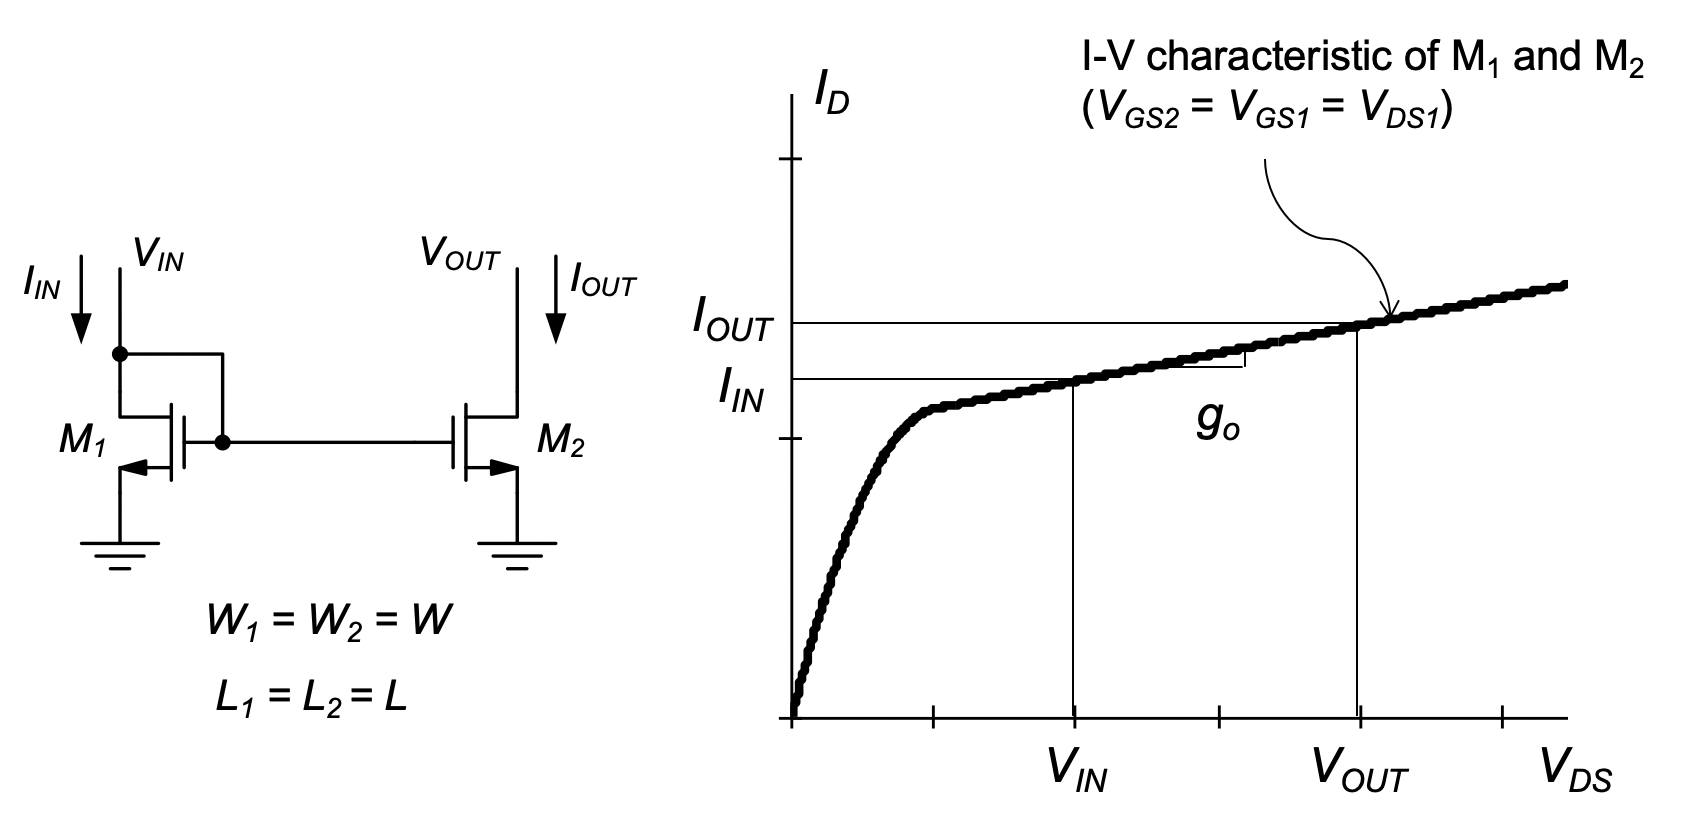 I-V characteristic of M1 and M2
(VGS2 = VGS1 = VDS1)
ID
VIN
VOUT
IIN
IOUT
M1
M2
W1 = W2 = W
L1 = L2 = L
IOUT
IIN
go
VIN
VOUT
VDS